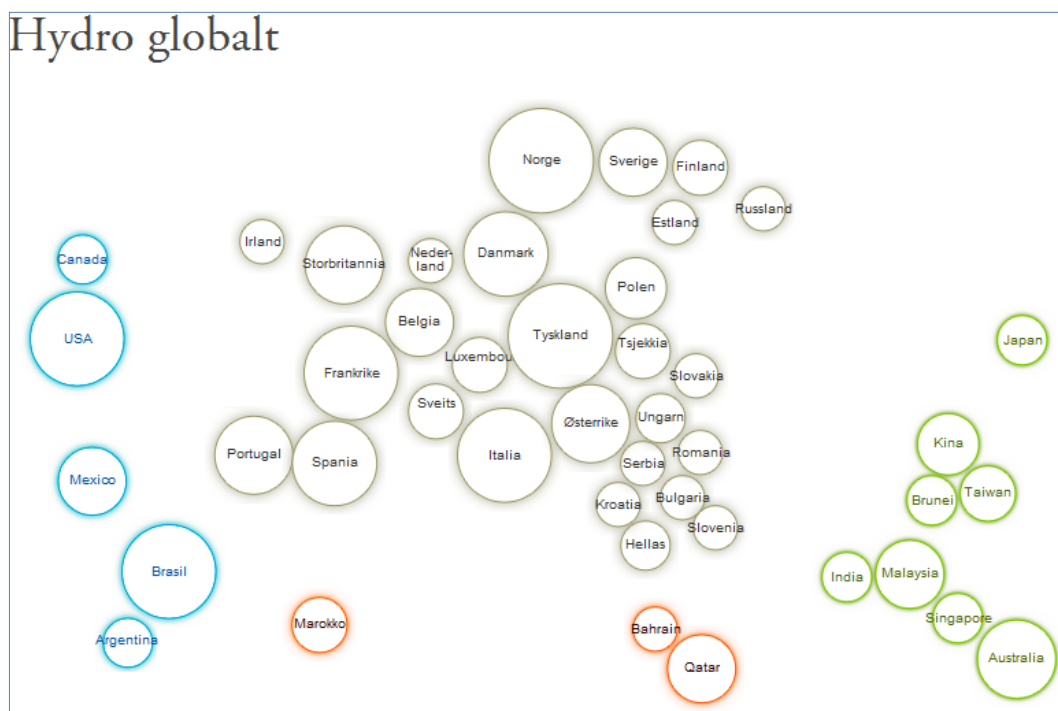 Hydro globalt
Norge
Sverige
Finland
Estland
Russland
Irland
Storbritannia
Neder-
land
Danmark
Polen
Canada
USA
Belgia
Tyskland
Tsjekkia
Luxembou
Frankrike
Slovakia
Sveits
Østerrike
Ungarn
Portugal
Spania
Italia
Serbia
Romania
Kroatia
Bulgaria
Slovenia
Hellas
Japan
Kina
Brunei
Taiwan
Mexico
Brasil
Argentina
Marokko
Bahrain
Qatar
India
Malaysia
Singapore
Australia